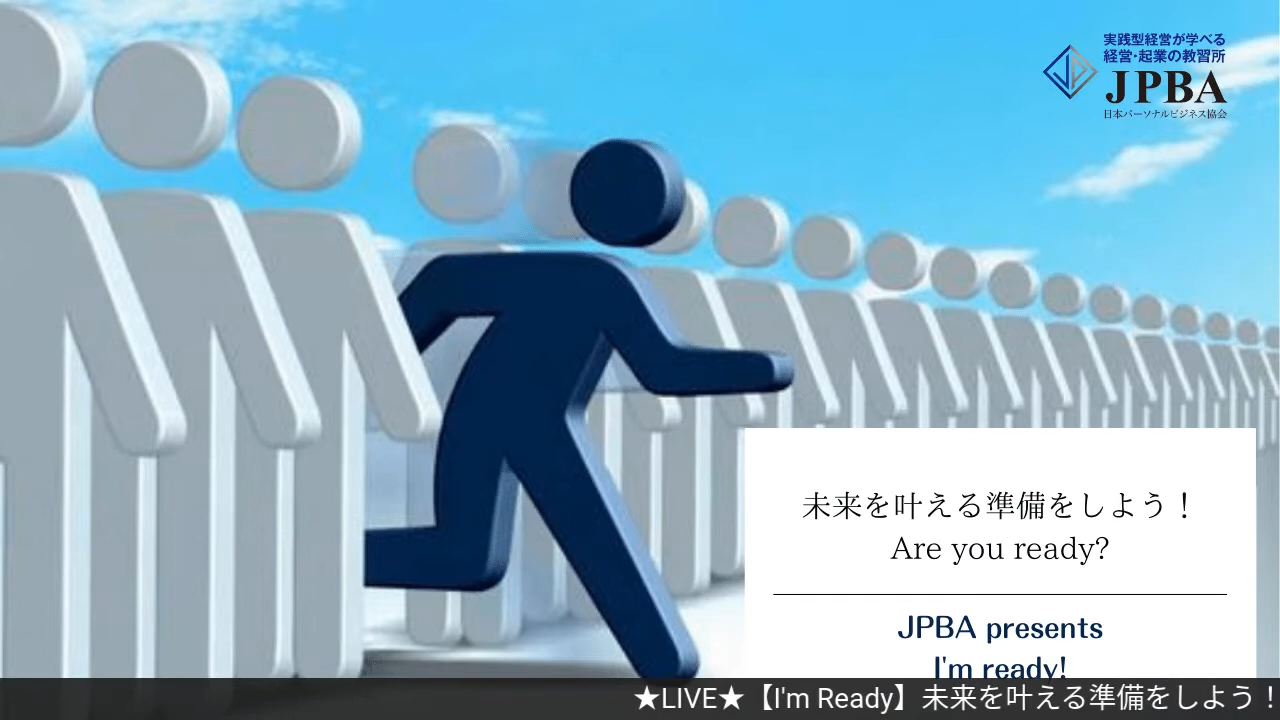 実践型経営が学べる
経営・起業の教習所
JPBA
日本パーソナルビジネス協会
未来を叶える準備をしよう！
Are you ready?
JPBA presents
I'm ready!
★LIVE★【I'm Ready】未来を叶える準備をしよう！